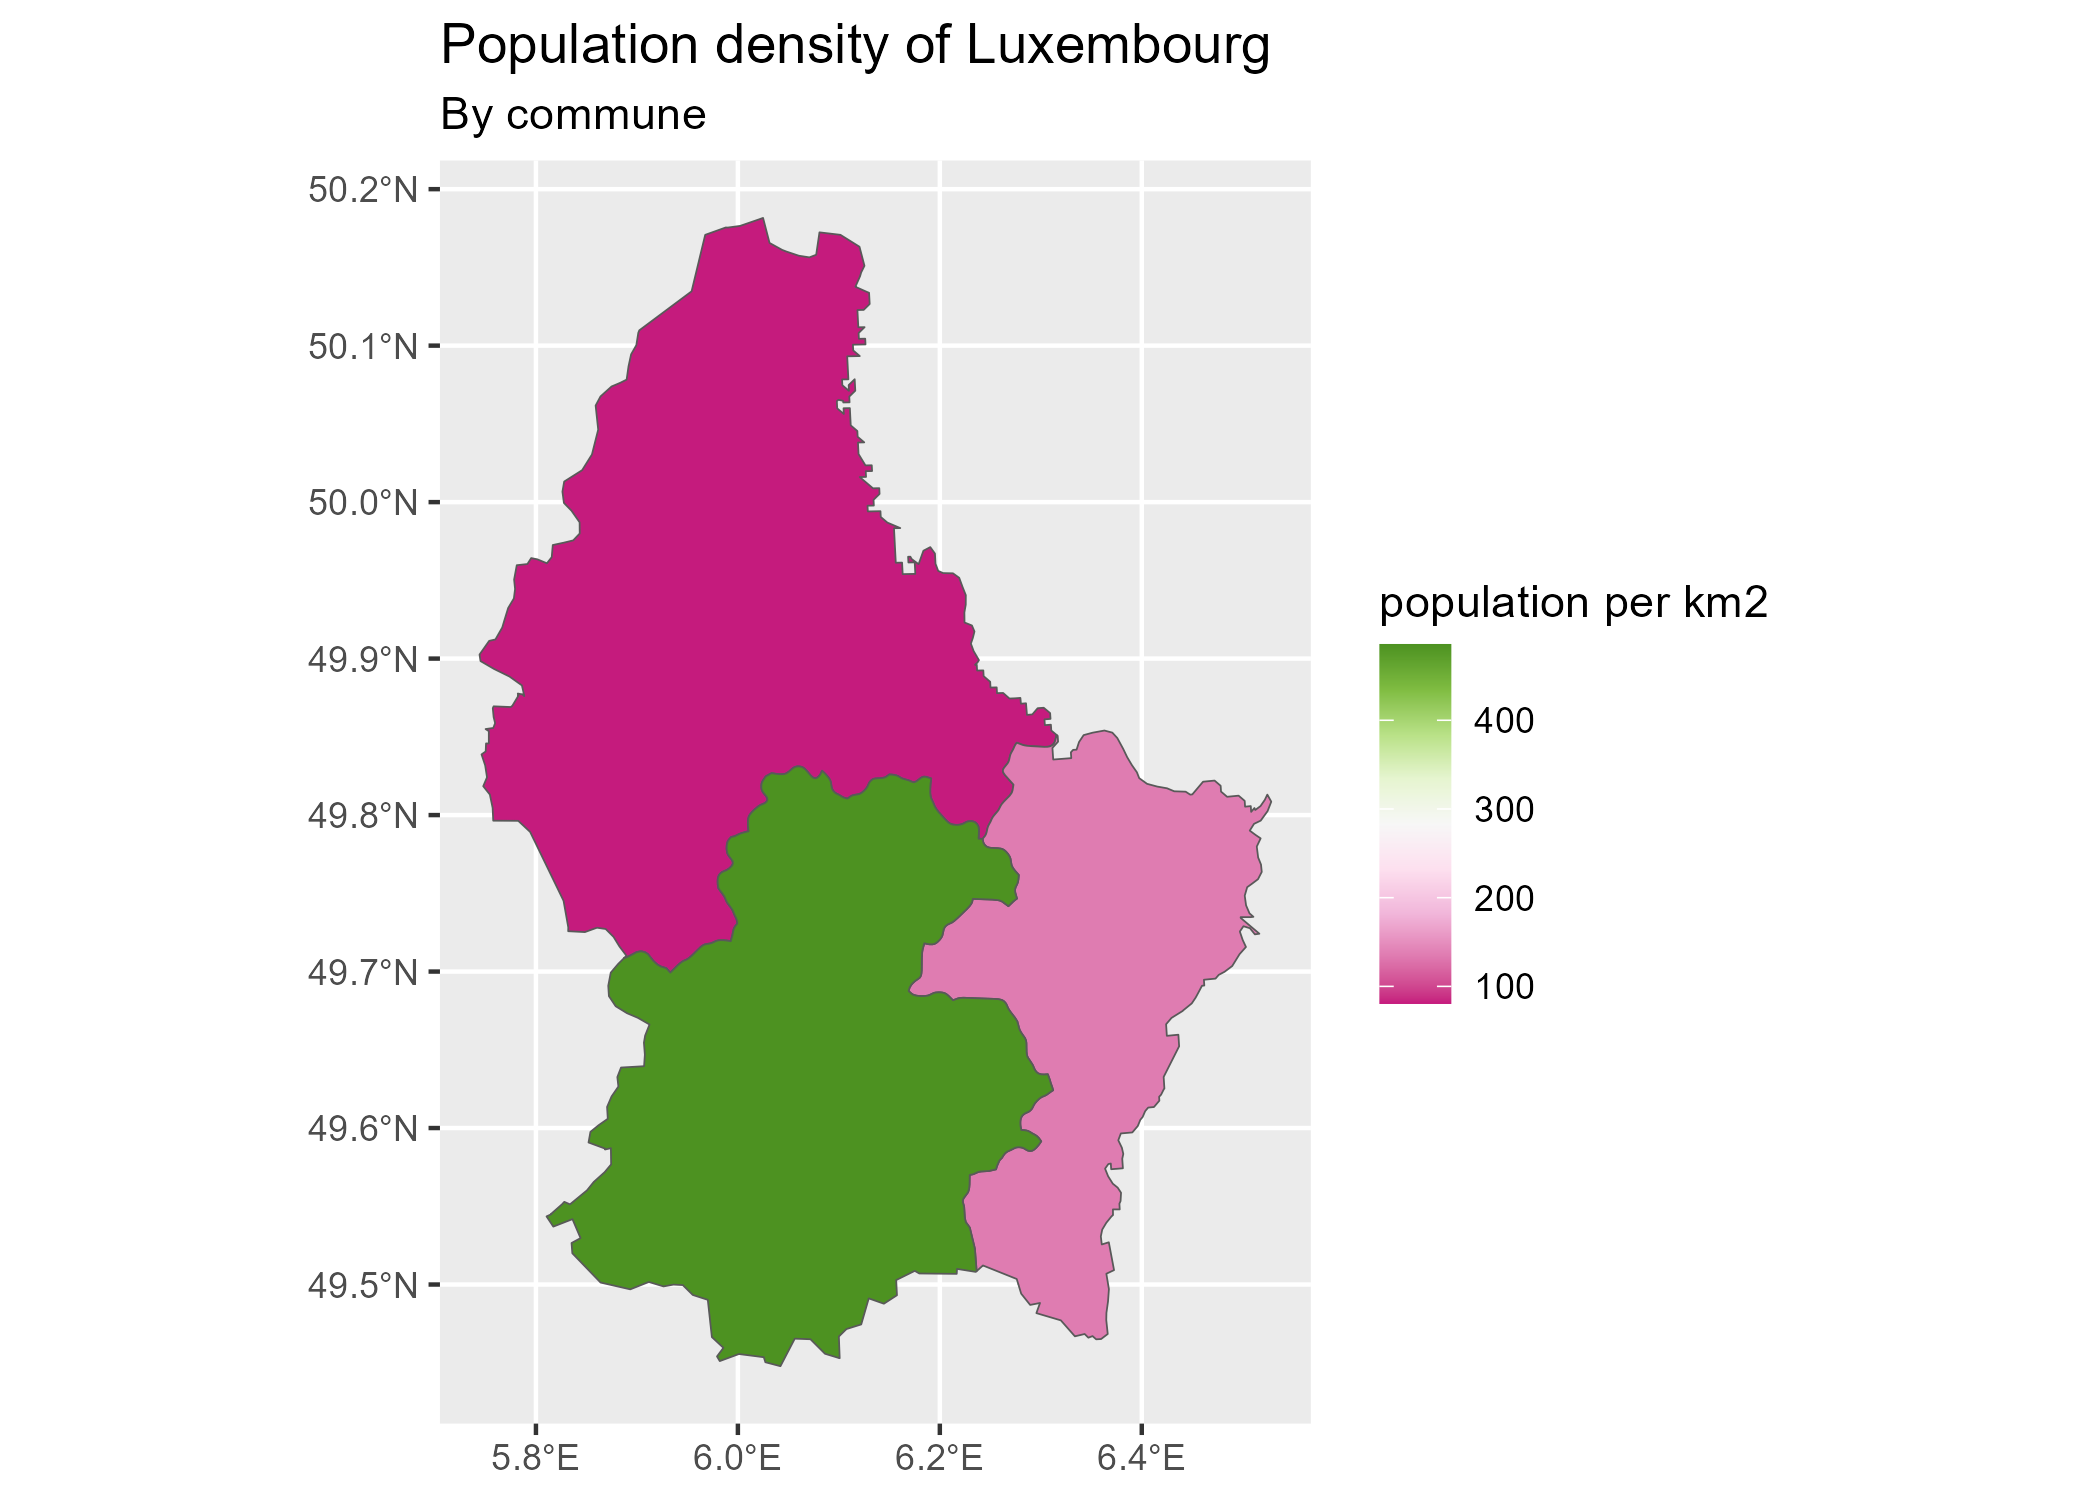 Population density of Luxembourg
By commune
50.2°N
50.1°N
50.0°N
49.9°N
49.8°N
49.7°N
49.6°N
49.5°N
5.8°E 6.0°E 6.2°E 6.4°E
population per km2
400
300
200
100